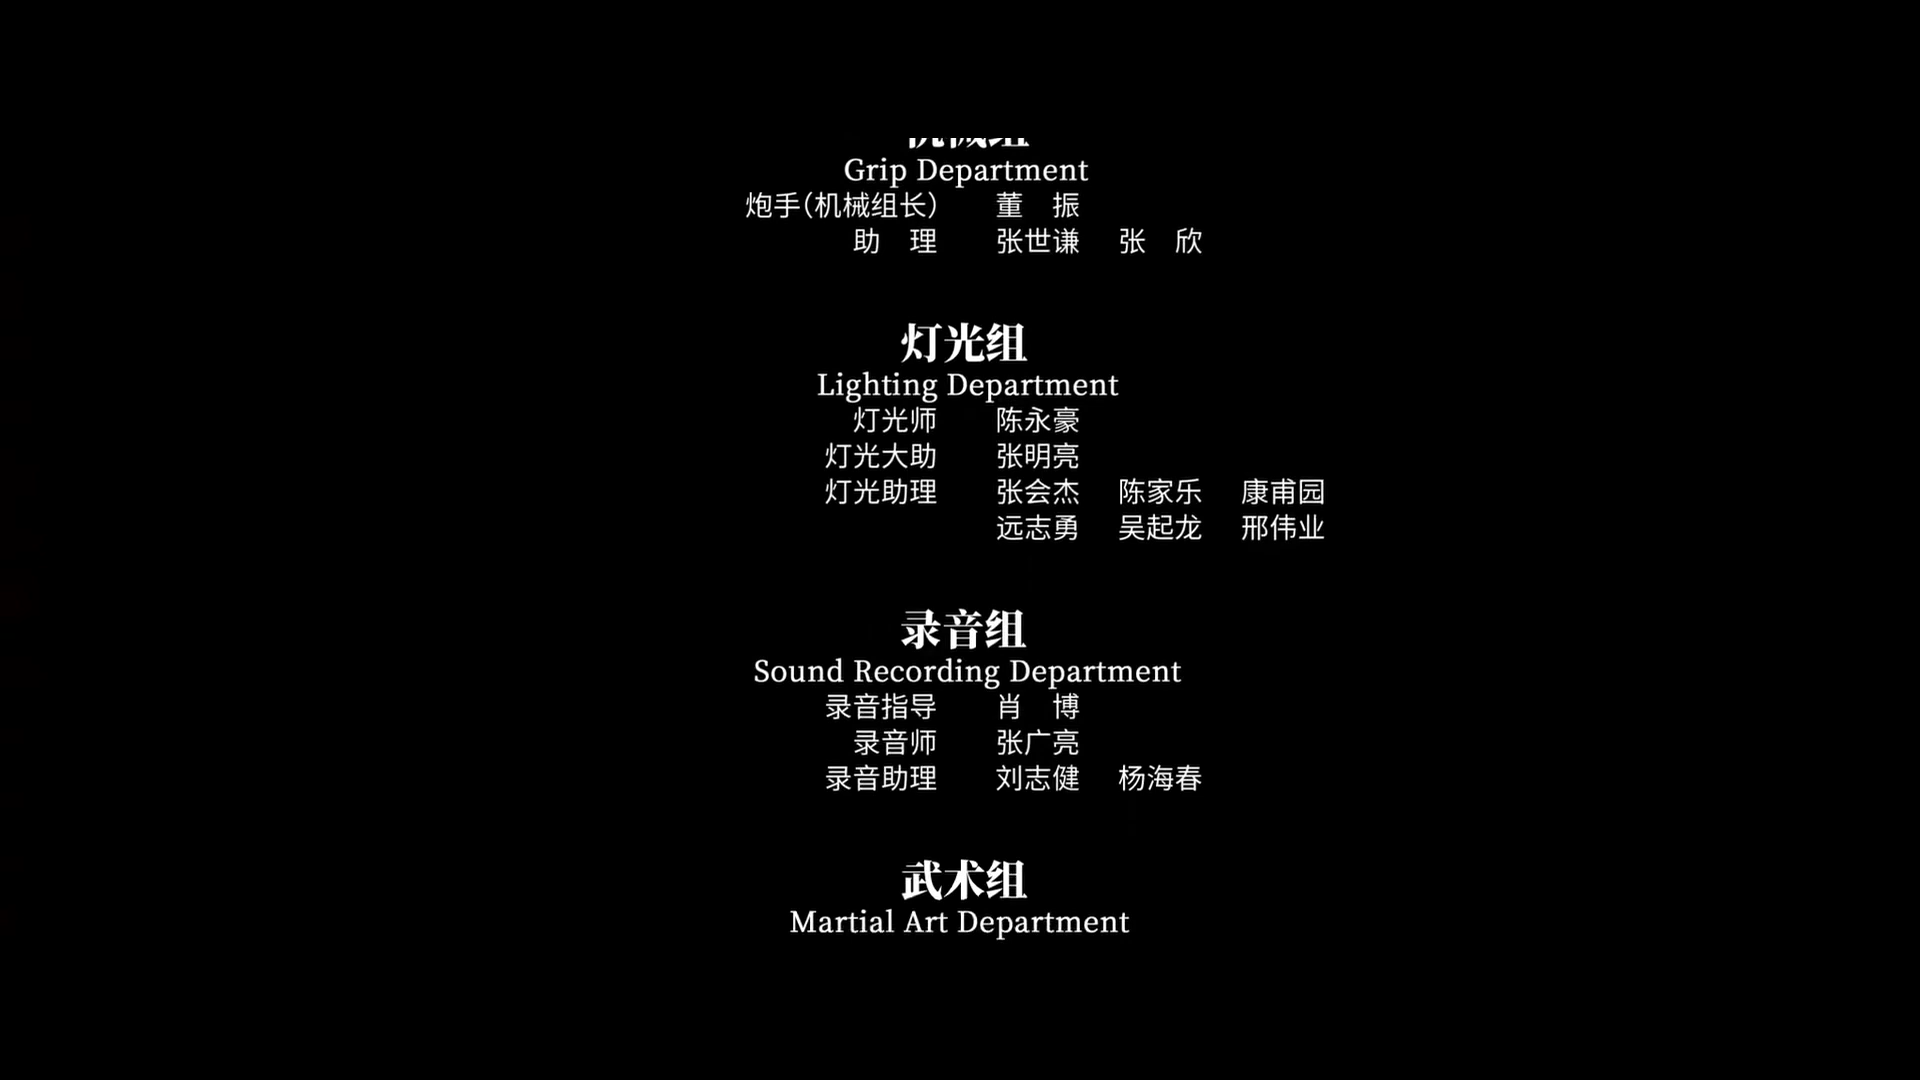 机械组
Grip Department
炮手(机械组长) 董 振
助 理 张世谦 张 欣
灯光组
Lighting Department
灯光师 陈永豪
灯光大助 张明亮
灯光助理 张会杰 陈家乐 康甫园
远志勇 吴起龙 邢伟业
录音组
Sound Recording Department
录音指导 肖 博
录音师 张广亮
录音助理 刘志健 杨海春
武术组
Martial Art Department